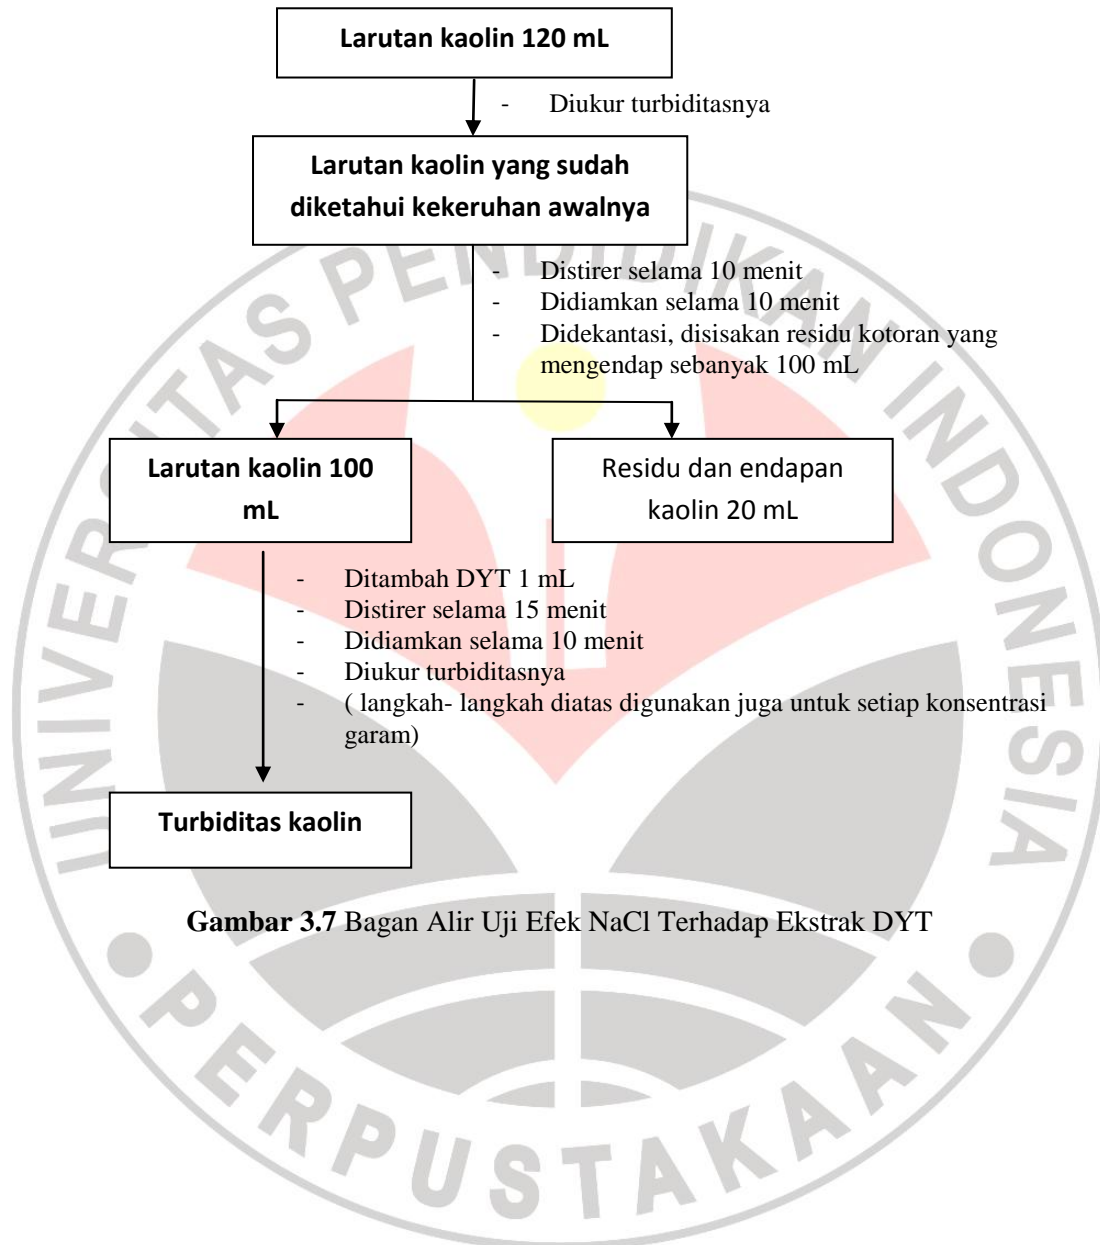 Larutan kaolin 120 mL
- Diukur turbiditasnya
Larutan kaolin yang sudah
diketahui kekeruhan awalnya
- Distirer selama 10 menit
- Didiamkan selama 10 menit
- Didekantasi, disisakan residu kotoran yang
mengendap sebanyak 100 mL
Larutan kaolin 100
mL
Residu dan endapan
kaolin 20 mL
- Ditambah DYT 1 mL
- Distirer selama 15 menit
- Didiamkan selama 10 menit
- Diukur turbiditasnya
- ( langkah- langkah diatas digunakan juga untuk setiap konsentrasi
garam)
Turbiditas kaolin
Gambar 3.7 Bagan Alir Uji Efek NaCl Terhadap Ekstrak DYT
UNIVERSITAS PENDIDIKAN INDONESIA
PERPUSTAKAAN